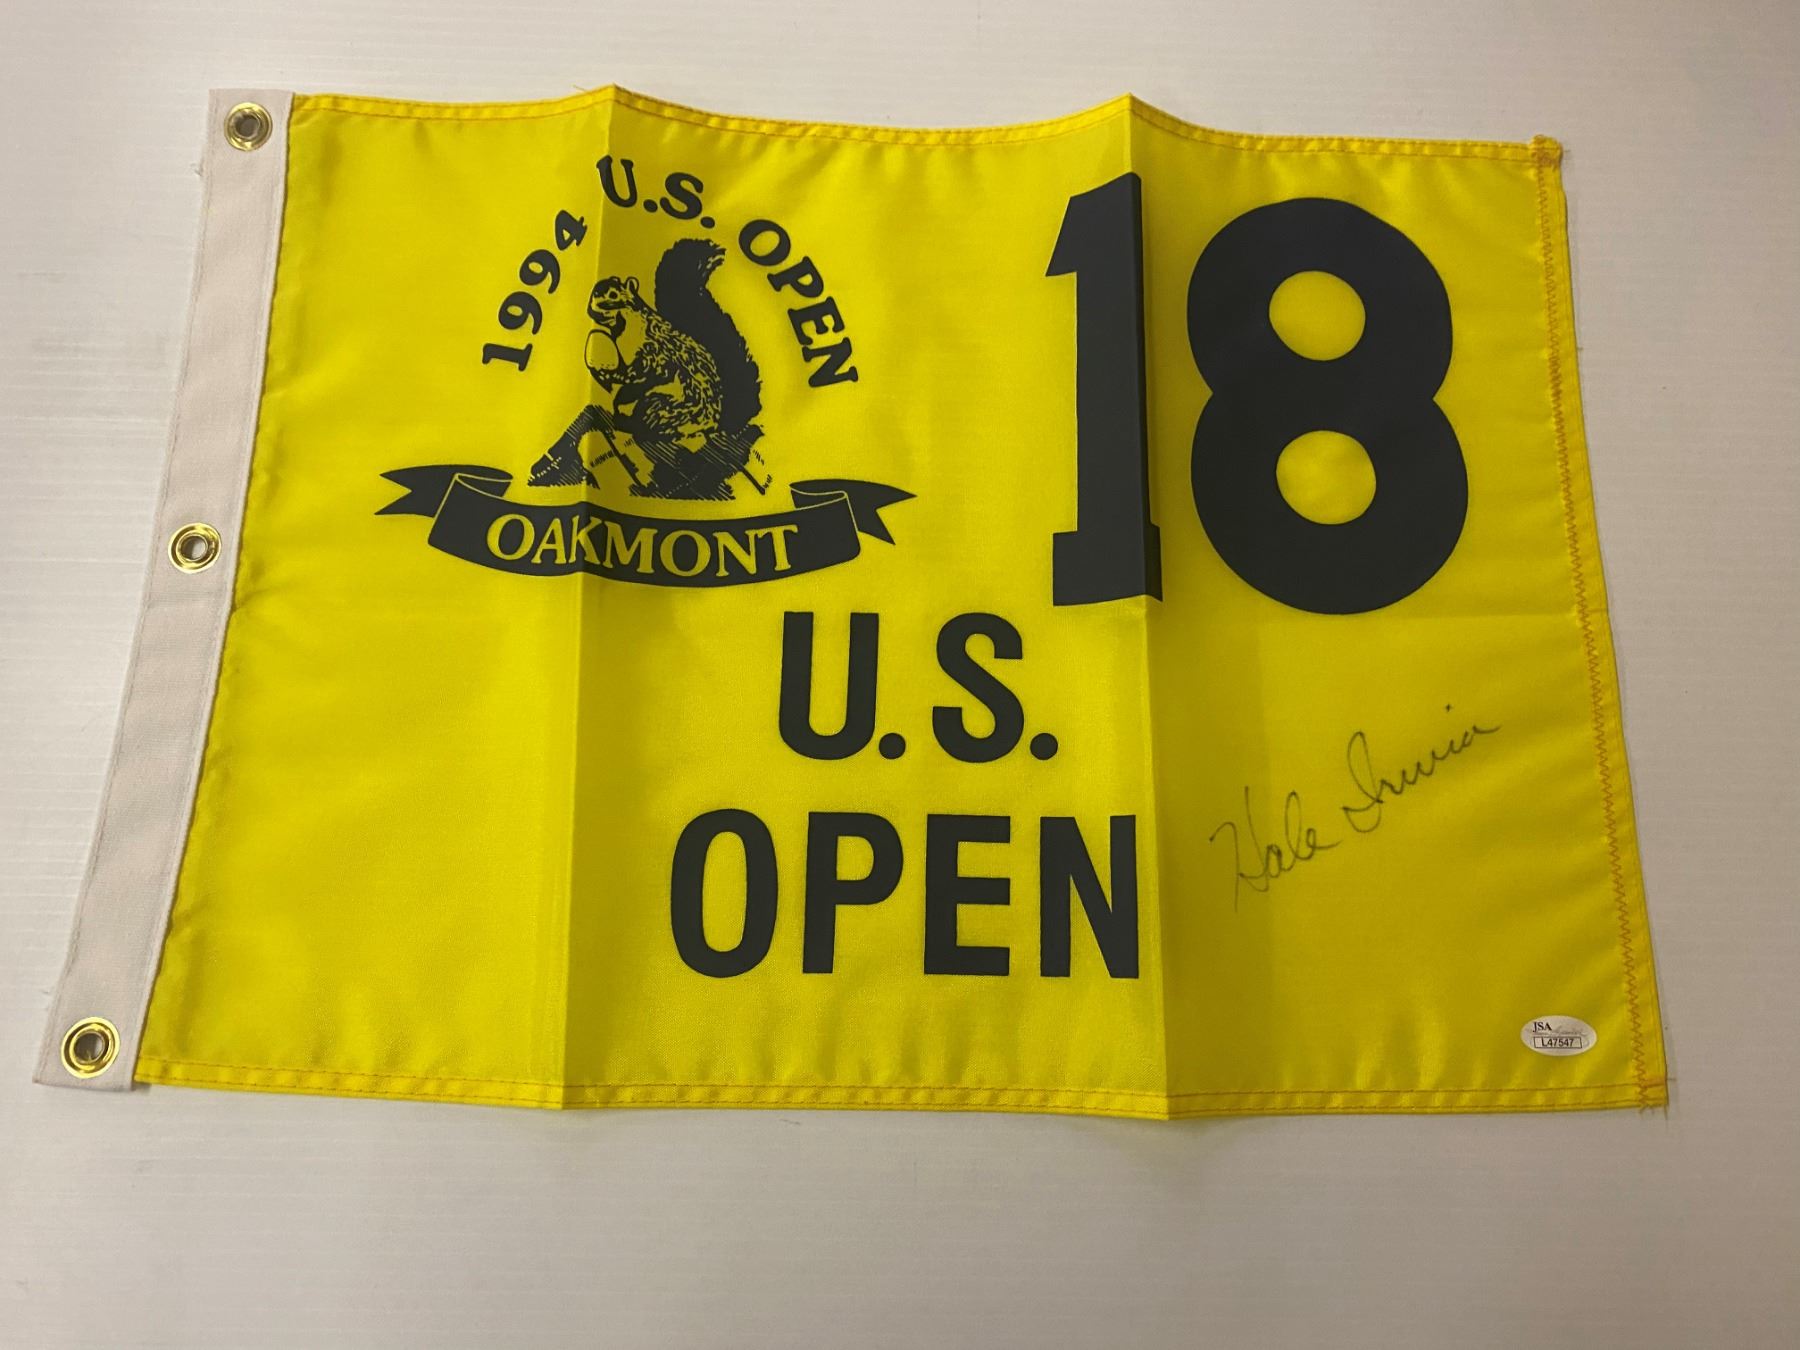 1994 U.S. OPEN
OAKMONT
18
U.S.
OPEN
Hale Irwin
JSA
L47547